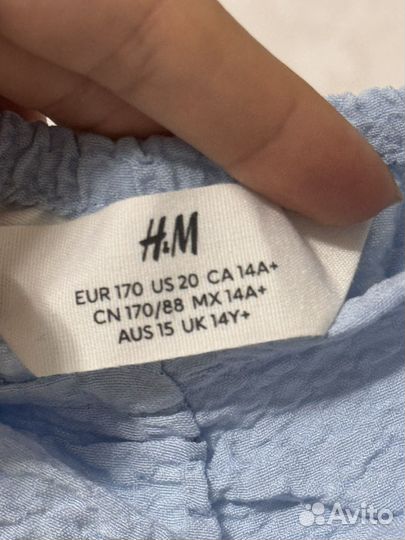 H&M
EUR 170 US 20 CA 14A+
CN 170/88 MX 14A+
AUS 15 UK 14Y+
Avito